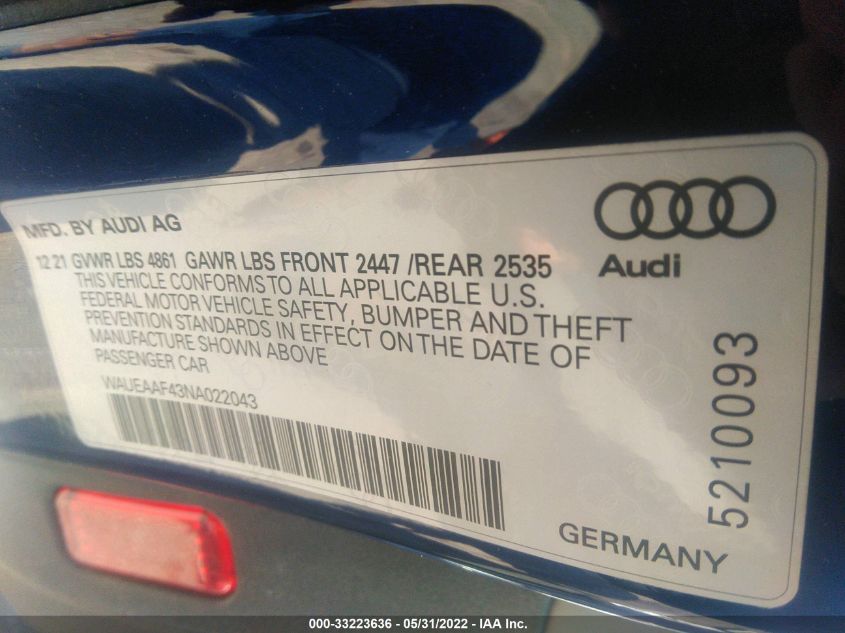 MFD. BY AUDI AG
12 21 GVWR LBS 4861 GAWR LBS FRONT 2447 /REAR 2535
THIS VEHICLE CONFORMS TO ALL APPLICABLE U.S.
FEDERAL MOTOR VEHICLE SAFETY, BUMPER AND THEFT
PREVENTION STANDARDS IN EFFECT ON THE DATE OF
MANUFACTURE SHOWN ABOVE
PASSENGER CAR
WAUEAAF43NA022043
Audi
5210093
GERMANY
000-33223636 - 05/31/2022 - IAA Inc.